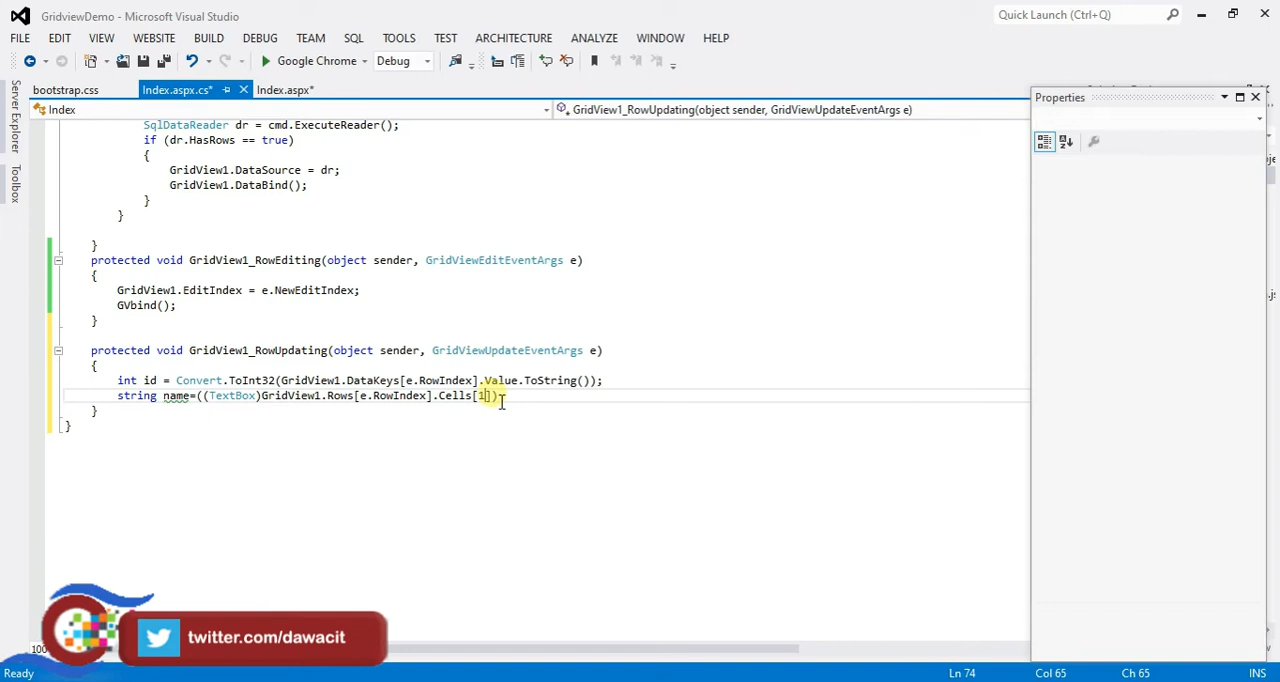 GridviewDemo - Microsoft Visual Studio
Quick Launch (Ctrl+Q)
FILE EDIT VIEW WEBSITE BUILD DEBUG TEAM SQL TOOLS TEST ARCHITECTURE ANALYZE WINDOW HELP
Google Chrome Debug
bootstrap.css Index.aspx.cs* Index.aspx*
Index
GridView1_RowUpdating(object sender, GridViewUpdateEventArgs e)
Properties
Server Explorer
Toolbox
SqlDataReader dr = cmd.ExecuteReader();
if (dr.HasRows == true)
{
GridView1.DataSource = dr;
GridView1.DataBind();
}
}
}
protected void GridView1_RowEditing(object sender, GridViewEditEventArgs e)
{
GridView1.EditIndex = e.NewEditIndex;
GVbind();
}
protected void GridView1_RowUpdating(object sender, GridViewUpdateEventArgs e)
{
int id = Convert.ToInt32(GridView1.DataKeys[e.RowIndex].Value.ToString());
string name=((TextBox)GridView1.Rows[e.RowIndex].Cells[1])
}
}
twitter.com/dawacit
100
Ready
Ln 74 Col 65 Ch 65 INS